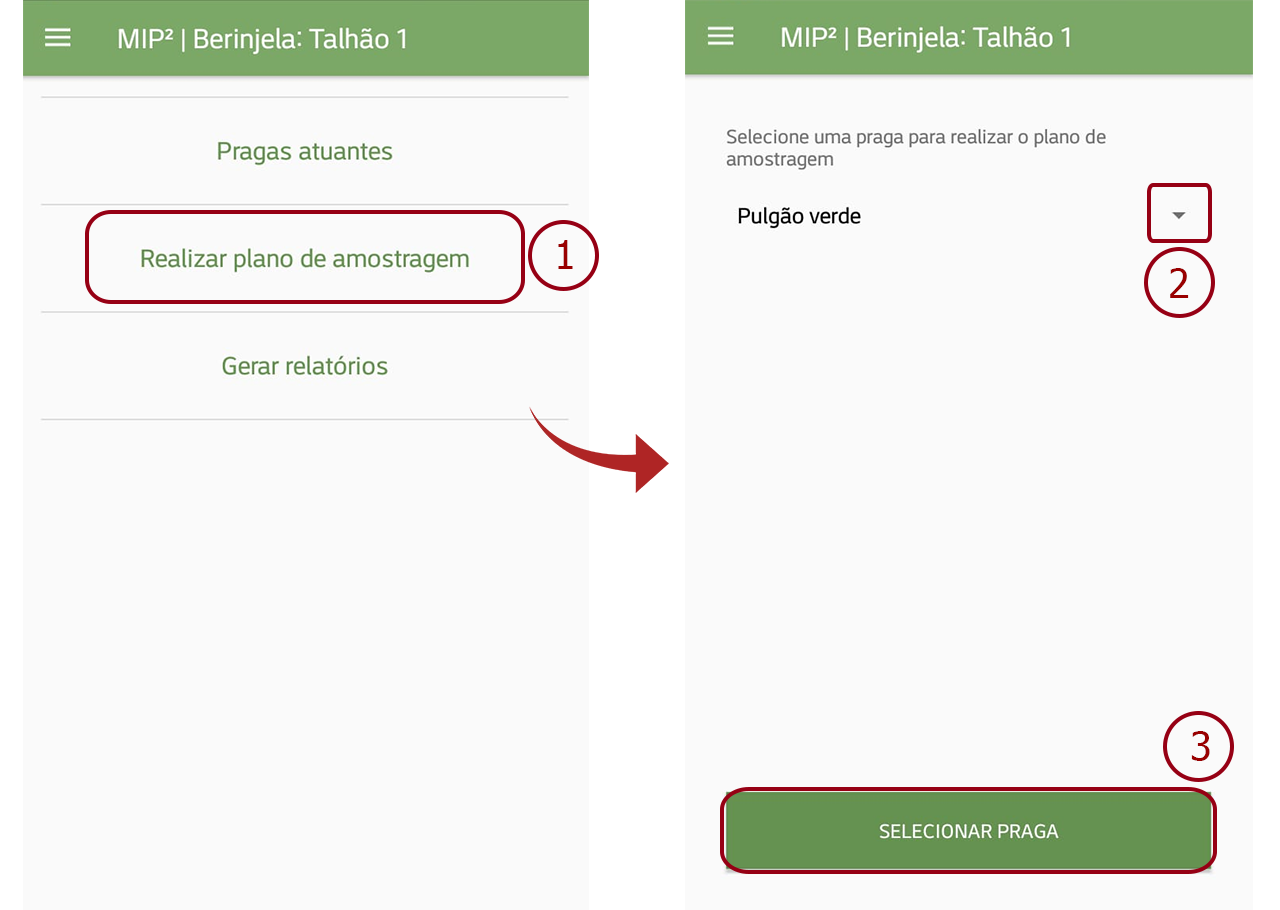 MIP² | Berinjela: Talhão 1
Pragas atuantes
Realizar plano de amostragem
1
Gerar relatórios
MIP² | Berinjela: Talhão 1
Selecione uma praga para realizar o plano de
amostragem
Pulgão verde
2
3
SELECIONAR PRAGA